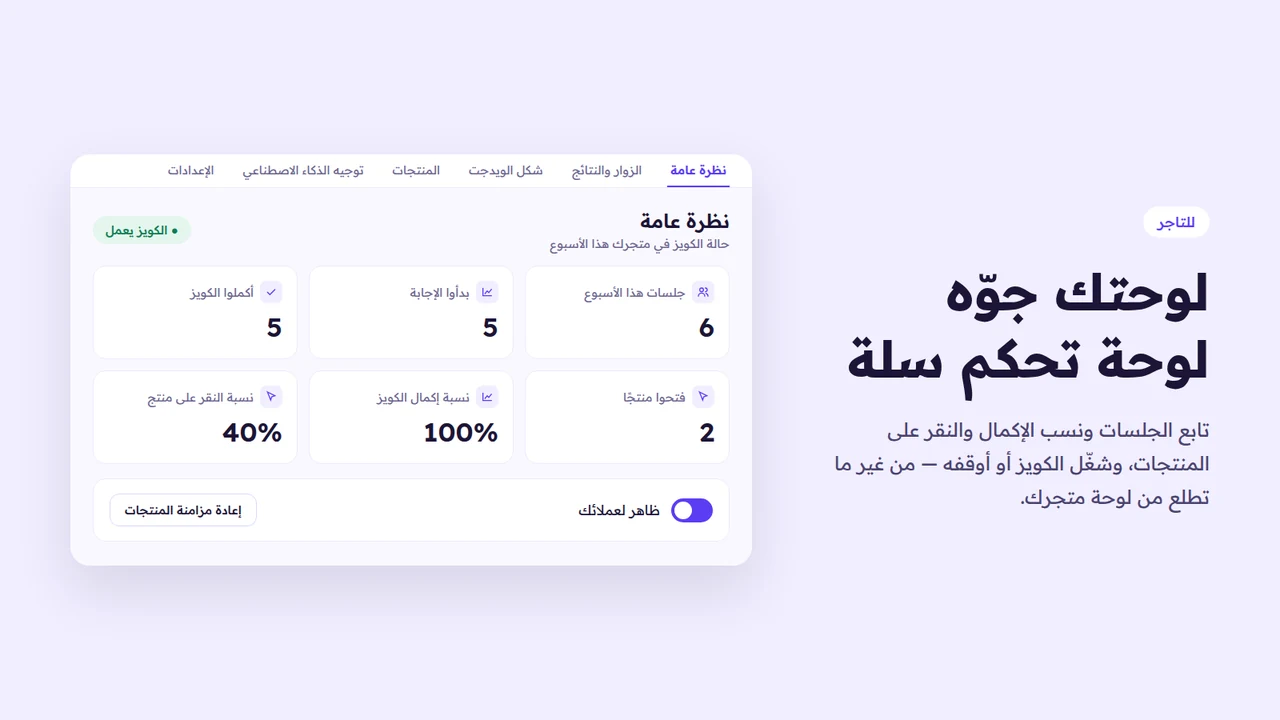 للتاجر
لوحتك جوّه
لوحة تحكم سلة
تابع الجلسات ونسب الإكمال والنقر على
المنتجات، وشغّل الكويز أو أوقفه — من غير ما
تطلع من لوحة متجرك.
نظرة عامة
الزوار والنتائج
شكل الويدجت
المنتجات
توجيه الذكاء الاصطناعي
الإعدادات
نظرة عامة
حالة الكويز في متجرك هذا الأسبوع
● الكويز يعمل
جلسات هذا الأسبوع
6
بدأوا الإجابة
5
أكملوا الكويز
5
فتحوا منتجًا
2
نسبة إكمال الكويز
100%
نسبة النقر على منتج
40%
ظاهر لعملائك
إعادة مزامنة المنتجات